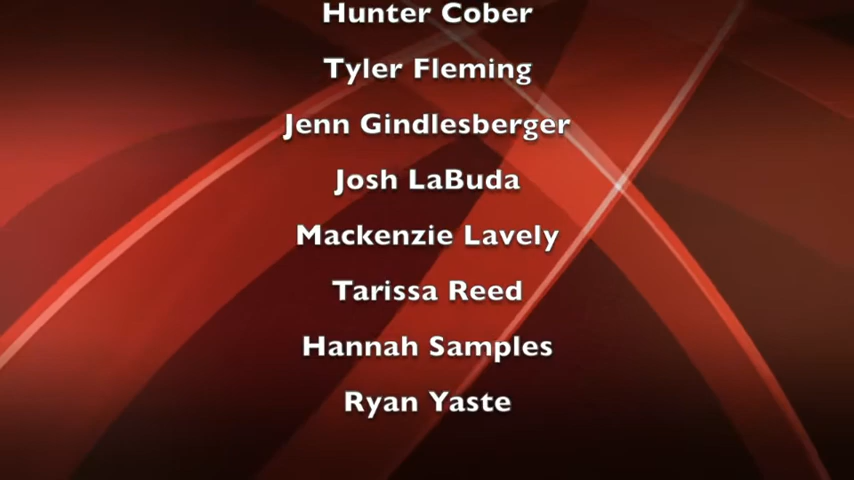 Hunter Cober
Tyler Fleming
Jenn Gindlesberger
Josh LaBuda
Mackenzie Lavely
Tarissa Reed
Hannah Samples
Ryan Yaste